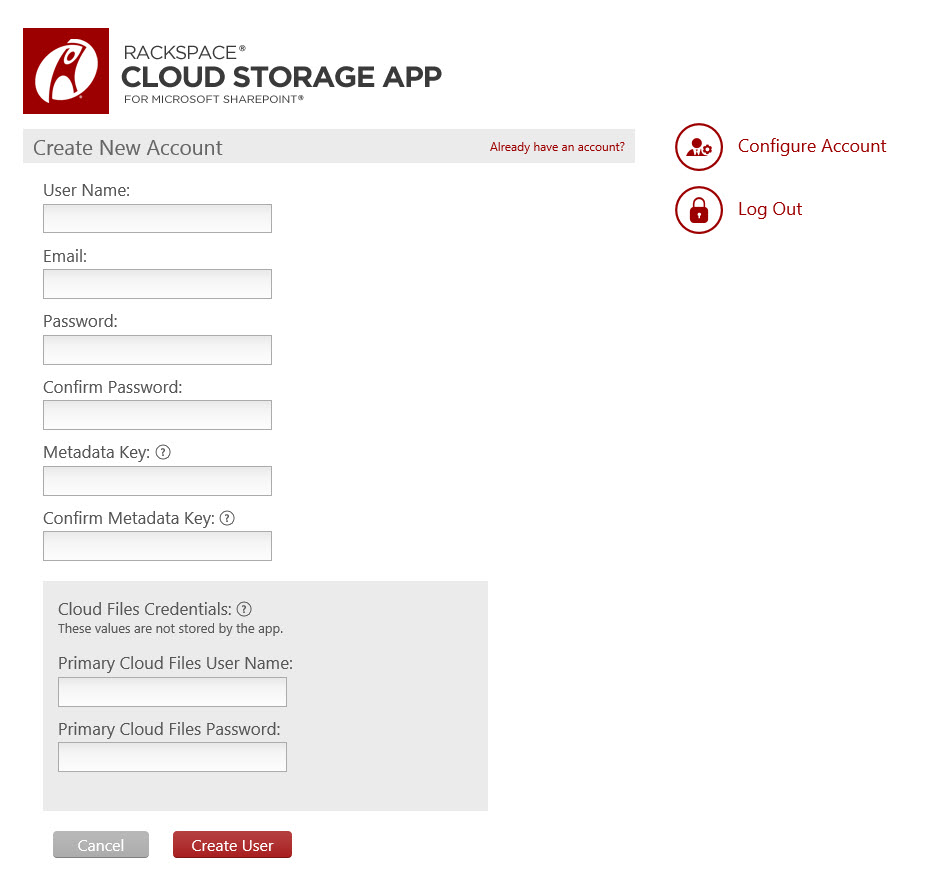 RACKSPACE®
CLOUD STORAGE APP
FOR MICROSOFT SHAREPOINT®
Create New Account
Already have an account?
Configure Account
Log Out
User Name:
Email:
Password:
Confirm Password:
Metadata Key: ?
Confirm Metadata Key: ?
Cloud Files Credentials: ?
These values are not stored by the app.
Primary Cloud Files User Name:
Primary Cloud Files Password:
Cancel
Create User